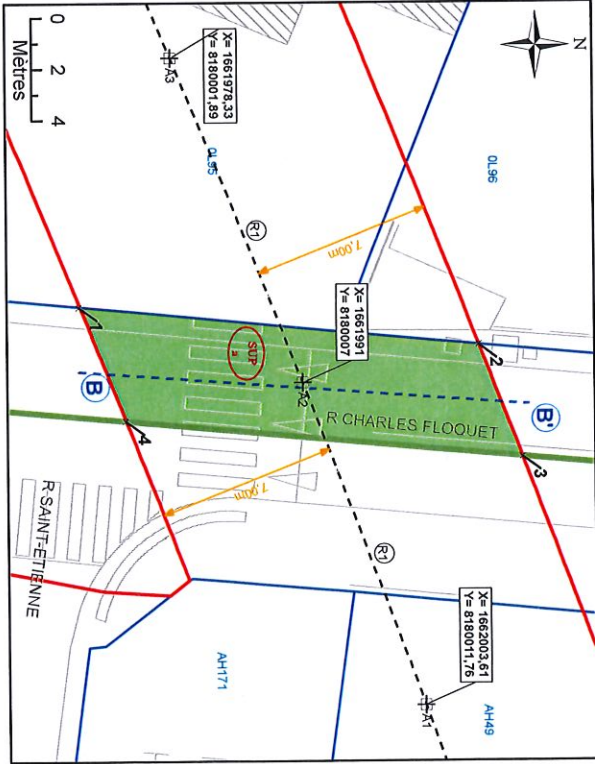 N
0L96
0 2 4
Mètres
X= 1661978,33
Y= 8180001,89
A3
0L95
R1
7,00m
X= 1661991
Y= 8180007
A2
SUP
a
1
2
3
4
B
B'
R CHARLES FLOQUET
7,00m
R1
R SAINT-ETIENNE
X= 1662003,61
Y= 8180011,76
A1
AH49
AH171